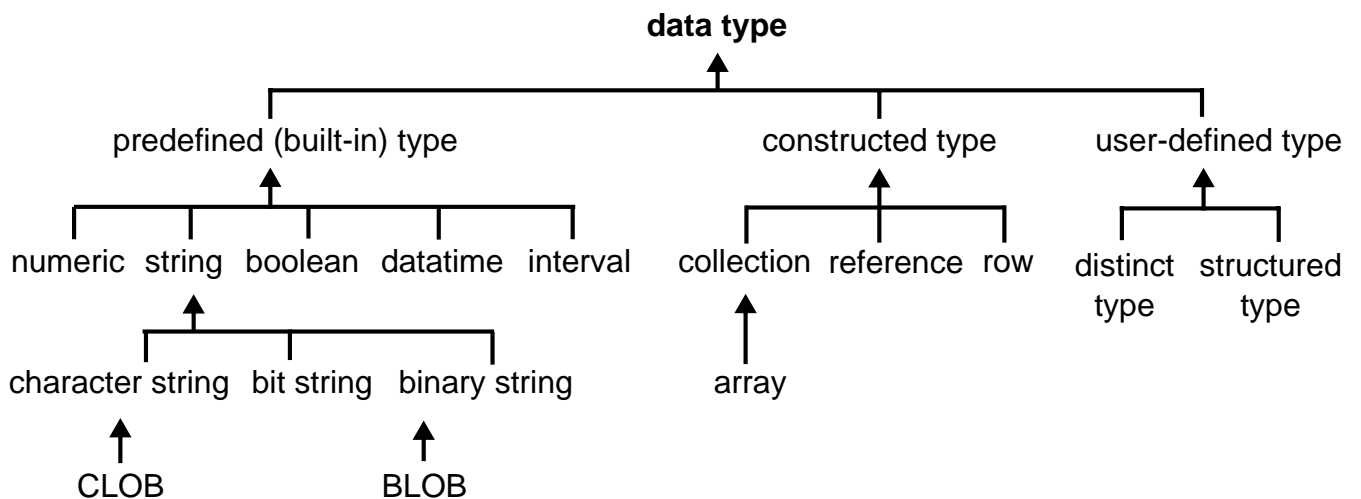 data type
predefined (built-in) type constructed type user-defined type
numeric string boolean datatime interval collection reference row distinct type structured type
character string bit string binary string array
CLOB BLOB